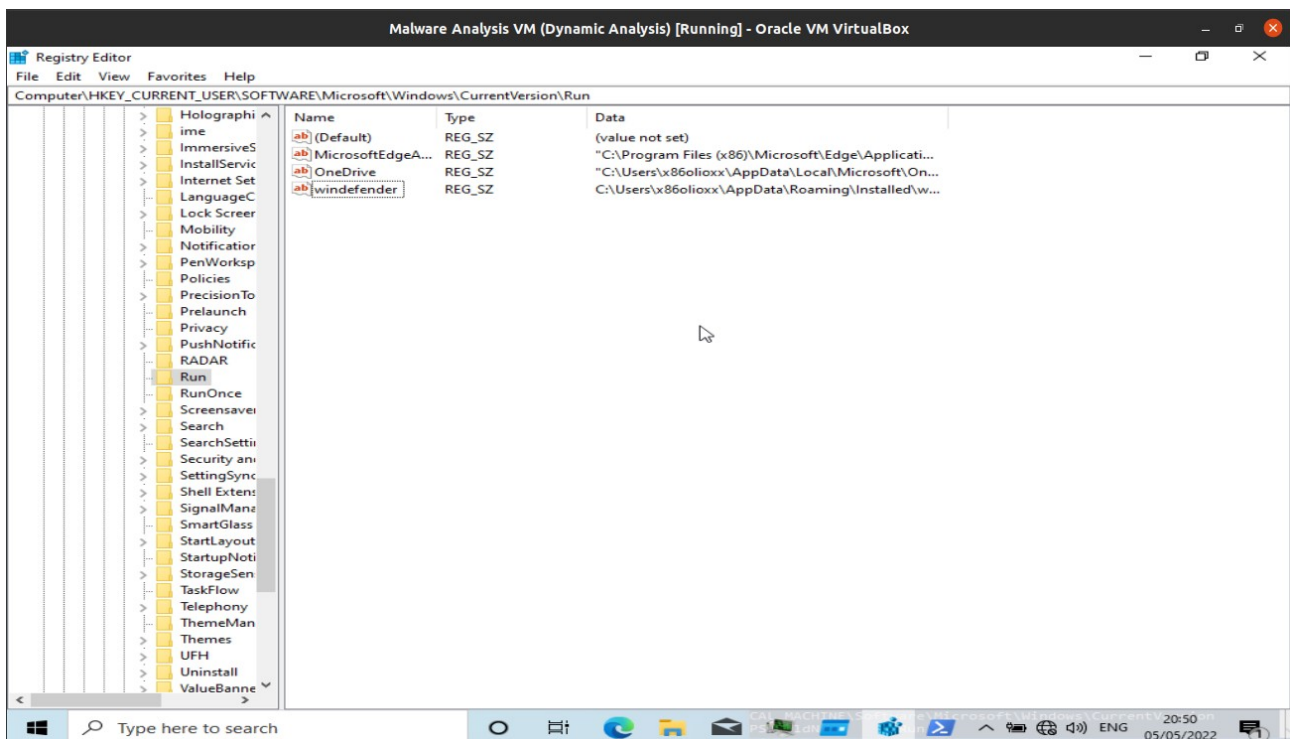 Malware Analysis VM (Dynamic Analysis) [Running] - Oracle VM VirtualBox
Registry Editor
File Edit View Favorites Help
Computer\HKEY_CURRENT_USER\SOFTWARE\Microsoft\Windows\CurrentVersion\Run
Name Type Data
(Default) REG_SZ (value not set)
MicrosoftEdgeA... REG_SZ "C:\Program Files (x86)\Microsoft\Edge\Applicati...
OneDrive REG_SZ "C:\Users\x86olioxx\AppData\Local\Microsoft\On...
windefender REG_SZ C:\Users\x86olioxx\AppData\Roaming\Installed\w...
Holographi
ime
ImmersiveS
InstallServic
Internet Set
LanguageC
Lock Screen
Mobility
Notification
PenWorksp
Policies
PrecisionTo
Prelaunch
Privacy
PushNotific
RADAR
Run
RunOnce
Screensaver
Search
SearchSettin
Security an
SettingSync
Shell Extens
SignalMana
SmartGlass
StartLayout
StartupNoti
StorageSen
TaskFlow
Telephony
ThemeMan
Themes
UFH
Uninstall
ValueBanne
Type here to search
ENG
20:50
05/05/2022
1